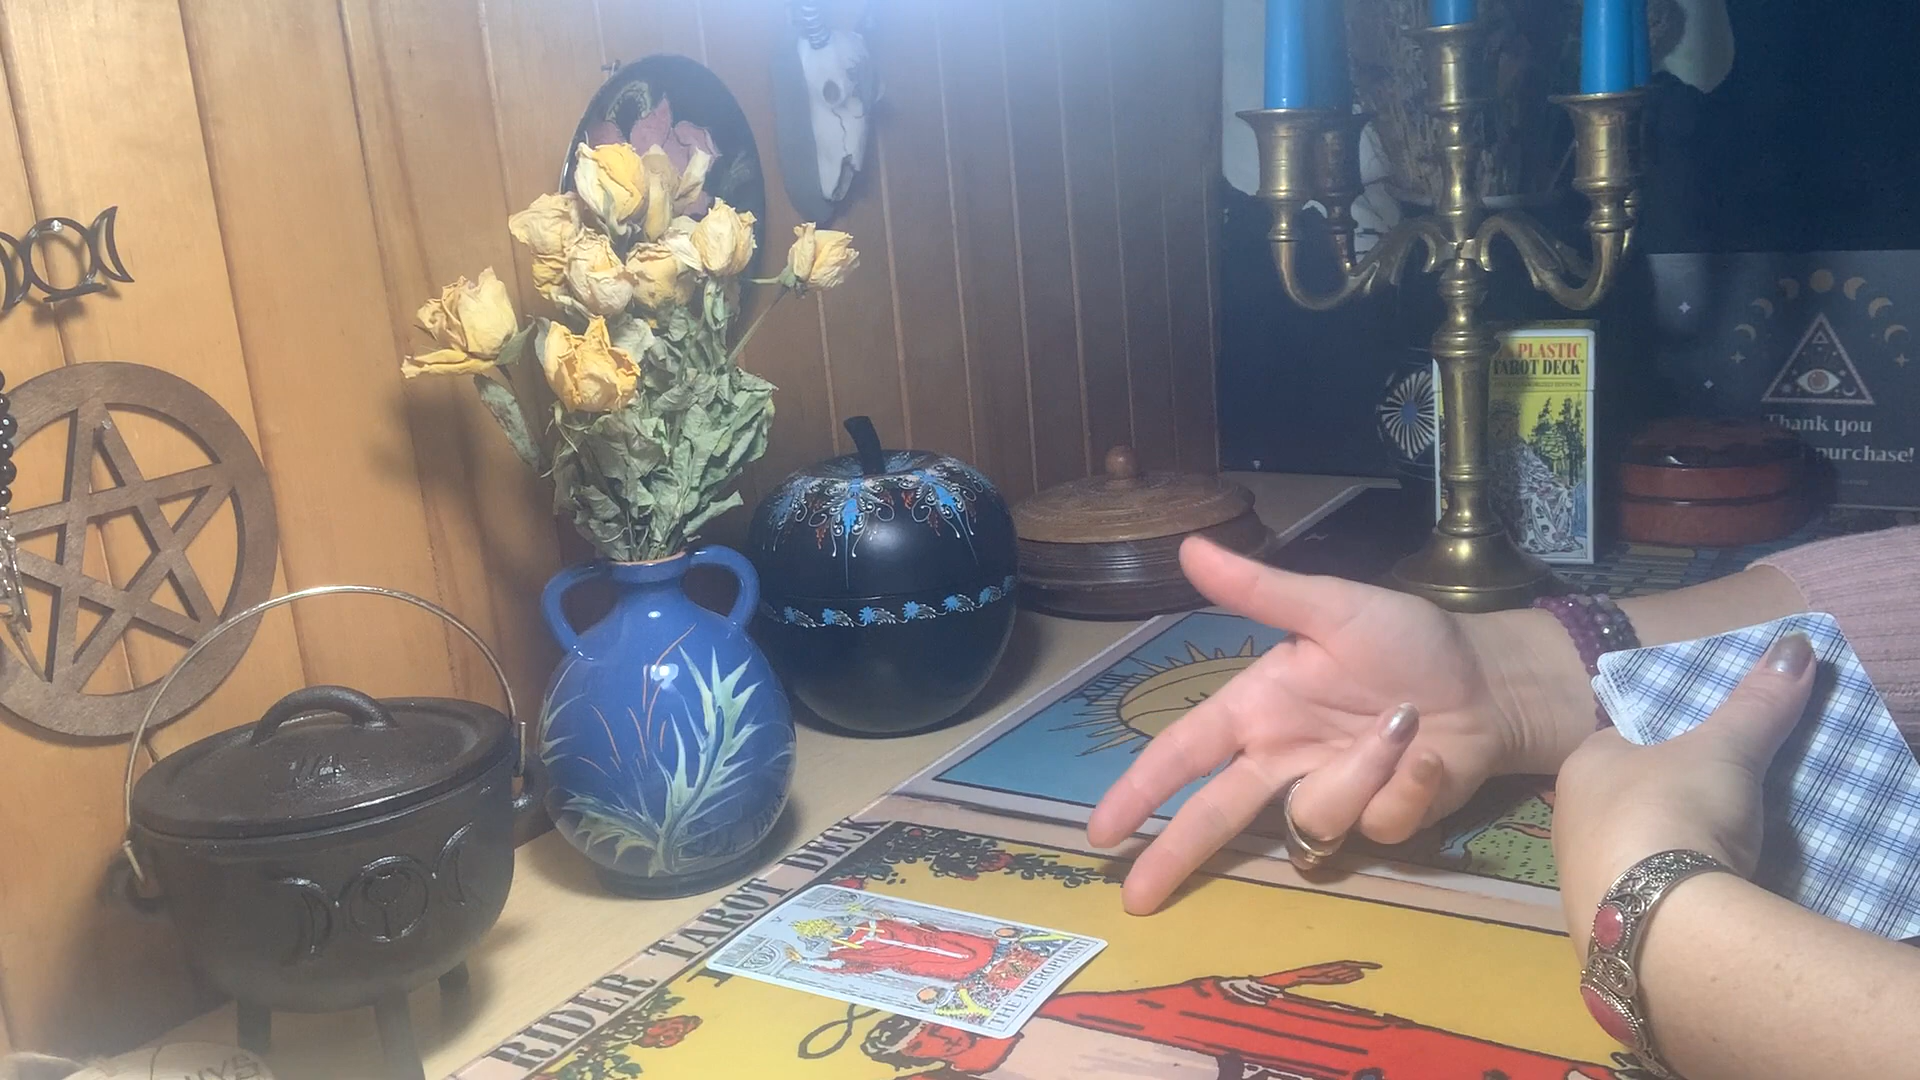 PLASTIC
TAROT DECK
Thank you
purchase!
RIDER TAROT DECK
V
THE HIEROPHANT